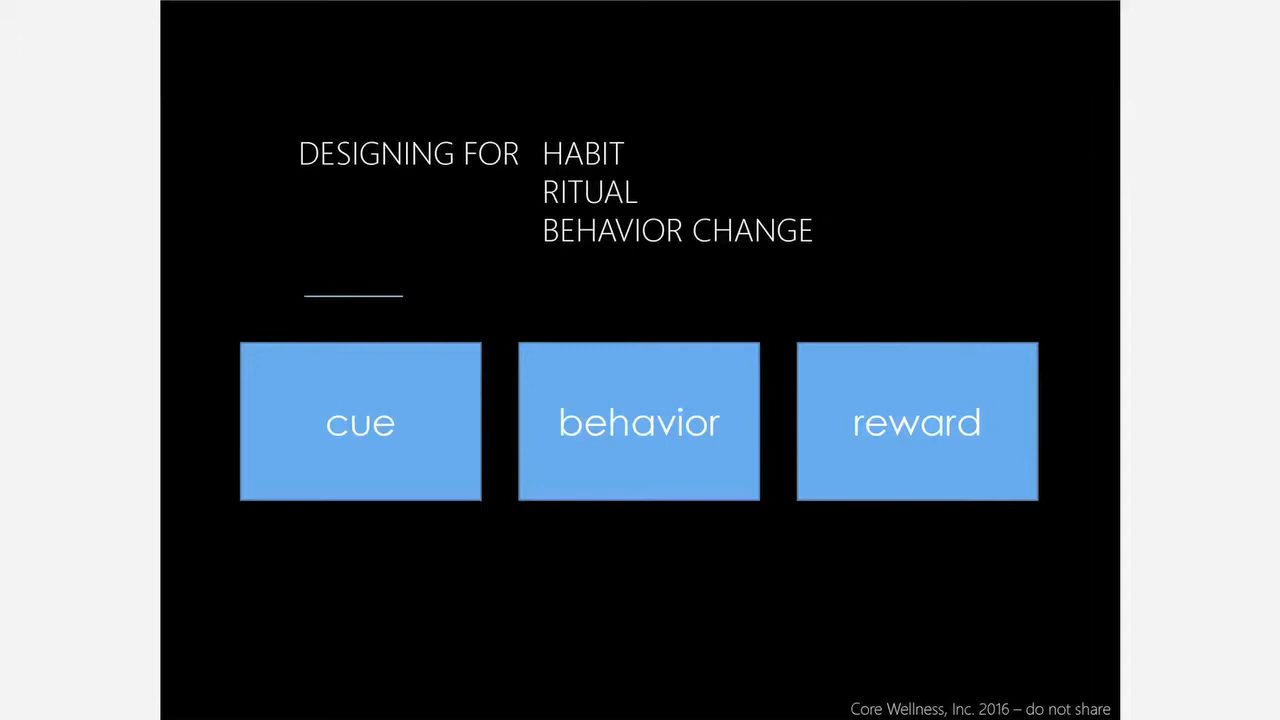 DESIGNING FOR HABIT
RITUAL
BEHAVIOR CHANGE
cue
behavior
reward
Core Wellness, Inc. 2016 – do not share